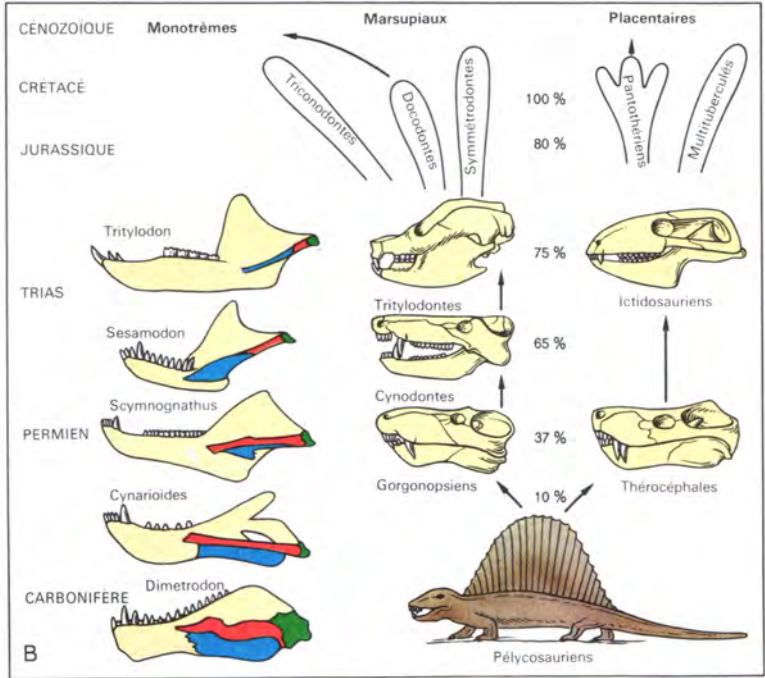 CÉNOZOÏQUE
Monotrèmes
Marsupiaux
Placentaires
CRÉTACÉ
Triconodontes
Docodontes
Symmétrodontes
100 %
Pantothériens
Multituberculés
JURASSIQUE
80 %
Tritylodon
75 %
TRIAS
Tritylodontes
Ictidosauriens
Sesamodon
65 %
Cynodontes
Scymnognathus
PERMIEN
37 %
Gorgonopsiens
10 %
Thérocéphales
Cynarioides
CARBONIFÈRE
Dimetrodon
Pélycosauriens
B